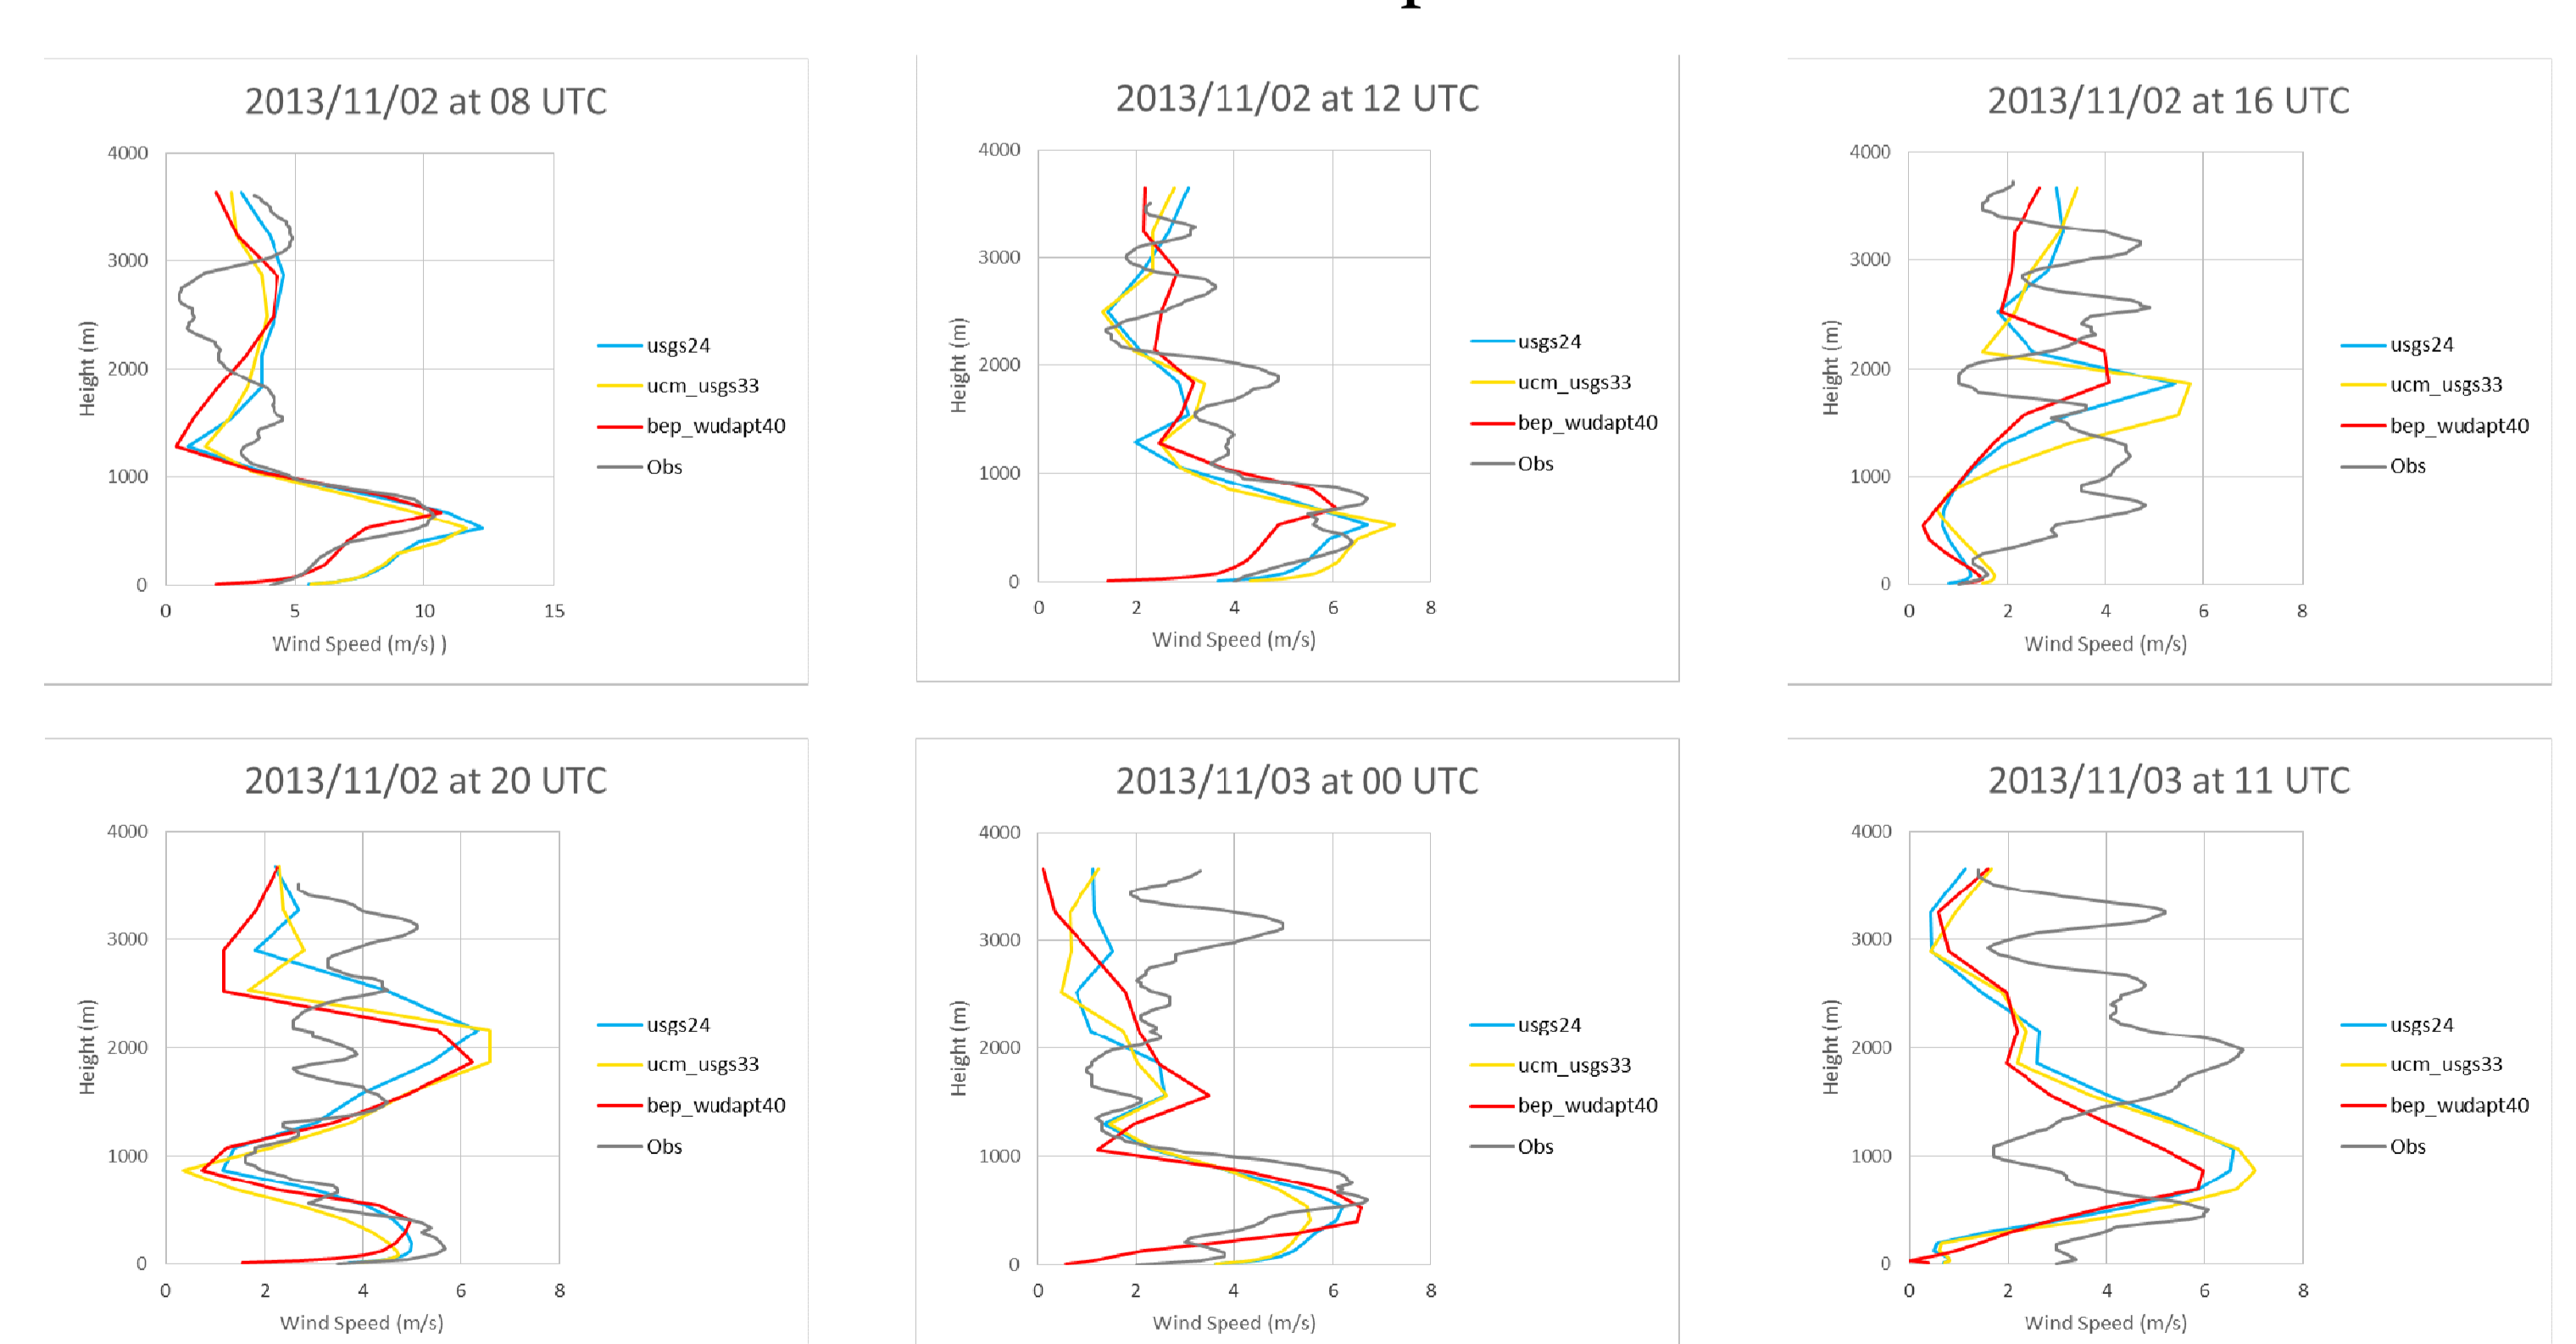 2013/11/02 at 08 UTC
4000
3000
2000
1000
0
Height (m)
0 5 10 15
Wind Speed (m/s) )
usgs24
ucm_usgs33
bep_wudapt40
Obs
2013/11/02 at 12 UTC
4000
3000
2000
1000
0
Height (m)
0 2 4 6 8
Wind Speed (m/s)
usgs24
ucm_usgs33
bep_wudapt40
Obs
2013/11/02 at 16 UTC
4000
3000
2000
1000
0
Height (m)
0 2 4 6 8
Wind Speed (m/s)
usgs24
ucm_usgs33
bep_wudapt40
Obs
2013/11/02 at 20 UTC
4000
3000
2000
1000
0
Height (m)
0 2 4 6 8
Wind Speed (m/s)
usgs24
ucm_usgs33
bep_wudapt40
Obs
2013/11/03 at 00 UTC
4000
3000
2000
1000
0
Height (m)
0 2 4 6 8
Wind Speed (m/s)
usgs24
ucm_usgs33
bep_wudapt40
Obs
2013/11/03 at 11 UTC
4000
3000
2000
1000
0
Height (m)
0 2 4 6 8
Wind Speed (m/s)
usgs24
ucm_usgs33
bep_wudapt40
Obs